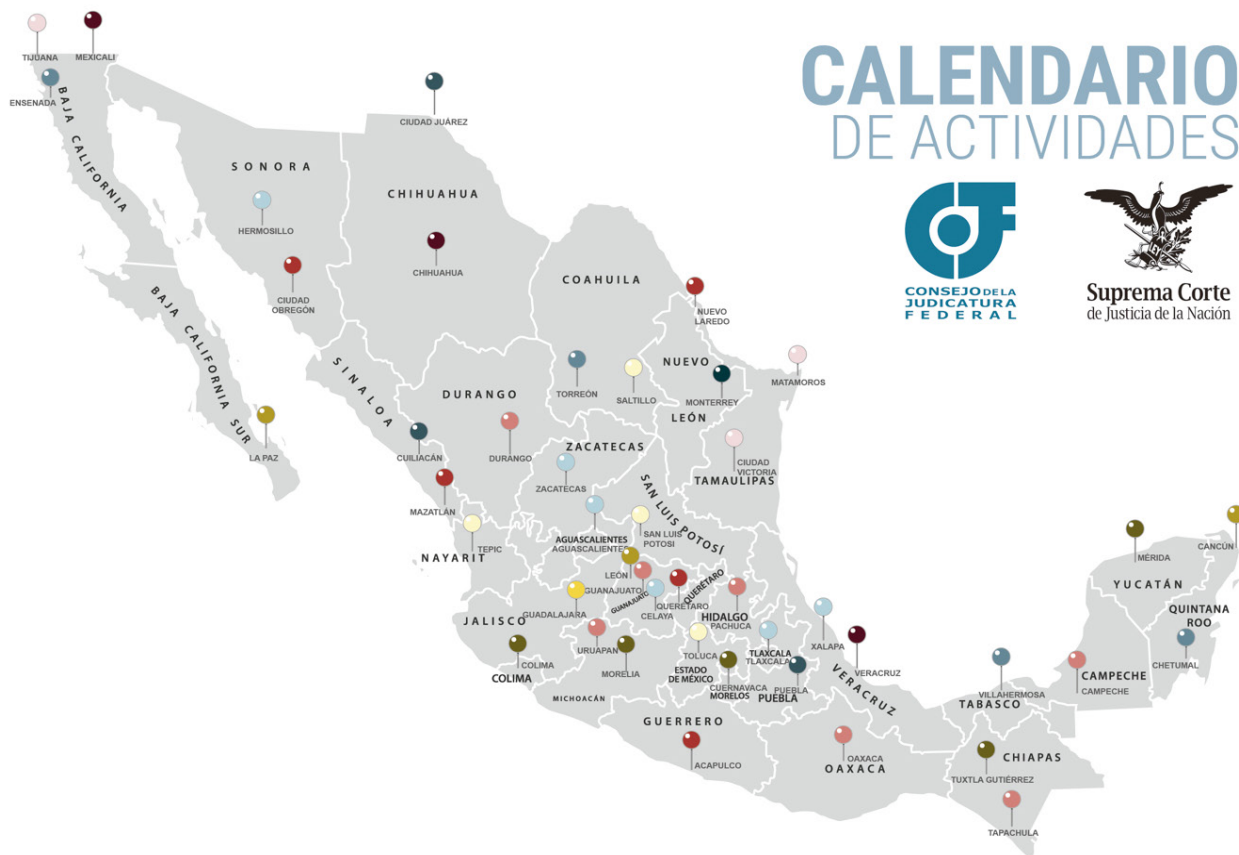 CALENDARIO
DE ACTIVIDADES
CONSEJO DE LA
JUDICATURA
FEDERAL
LEY
Suprema Corte
de Justicia de la Nación
TIJUANA
MEXICALI
ENSENADA
BAJA CALIFORNIA
CIUDAD JUÁREZ
SONORA
HERMOSILLO
CIUDAD
OBREGÓN
CHIHUAHUA
CHIHUAHUA
COAHUILA
NUEVO
LAREDO
BAJA CALIFORNIA SUR
LA PAZ
SINALOA
CUILIACÁN
MAZATLÁN
DURANGO
DURANGO
TORREÓN
SALTILLO
NUEVO
LEÓN
MONTERREY
MATAMOROS
CIUDAD
VICTORIA
TAMAULIPAS
ZACATECAS
ZACATECAS
SAN LUIS POTOSÍ
SAN LUIS
POTOSI
AGUASCALIENTES
AGUASCALIENTES
TEPIC
NAYARIT
LEÓN
GUANAJUATO
GUANAJUATO
CELAYA
QUERÉTARO
QUERÉTARO
GUADALAJARA
JALISCO
HIDALGO
PACHUCA
COLIMA
COLIMA
URUAPAN
MORELIA
MICHOACÁN
TOLUCA
ESTADO
DE MÉXICO
CUERNAVACA
MORELOS
TLAXCALA
TLAXCALA
PUEBLA
PUEBLA
XALAPA
VERACRUZ
VERACRUZ
GUERRERO
ACAPULCO
OAXACA
OAXACA
VILLAHERMOSA
TABASCO
CHIAPAS
TUXTLA GUTIÉRREZ
TAPACHULA
CAMPECHE
CAMPECHE
MÉRIDA
YUCATÁN
CANCÚN
QUINTANA
ROO
CHETUMAL